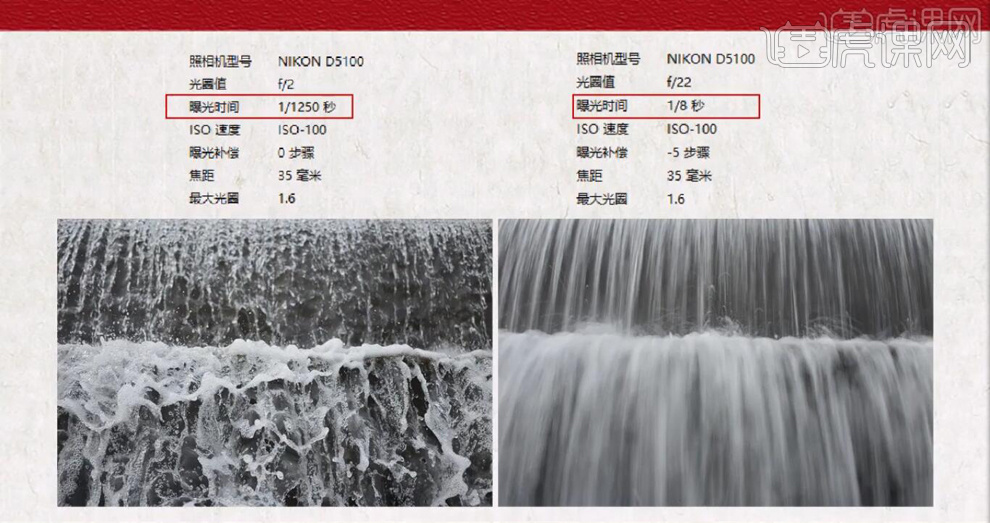 虎课网
照相机型号 NIKON D5100
光圈值 f/2
曝光时间 1/1250 秒
ISO 速度 ISO-100
曝光补偿 0 步骤
焦距 35 毫米
最大光圈 1.6
照相机型号 NIKON D5100
光圈值 f/22
曝光时间 1/8 秒
ISO 速度 ISO-100
曝光补偿 -5 步骤
焦距 35 毫米
最大光圈 1.6